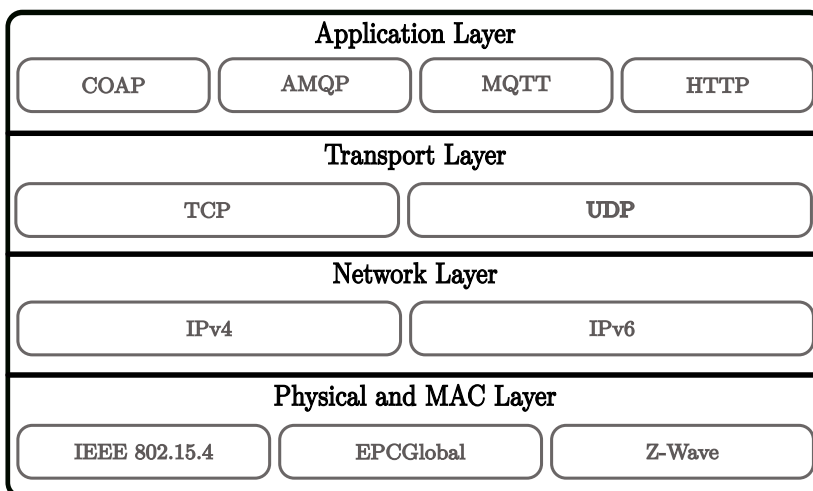 Application Layer
COAP AMQP MQTT HTTP
Transport Layer
TCP UDP
Network Layer
IPv4 IPv6
Physical and MAC Layer
IEEE 802.15.4 EPCGlobal Z-Wave